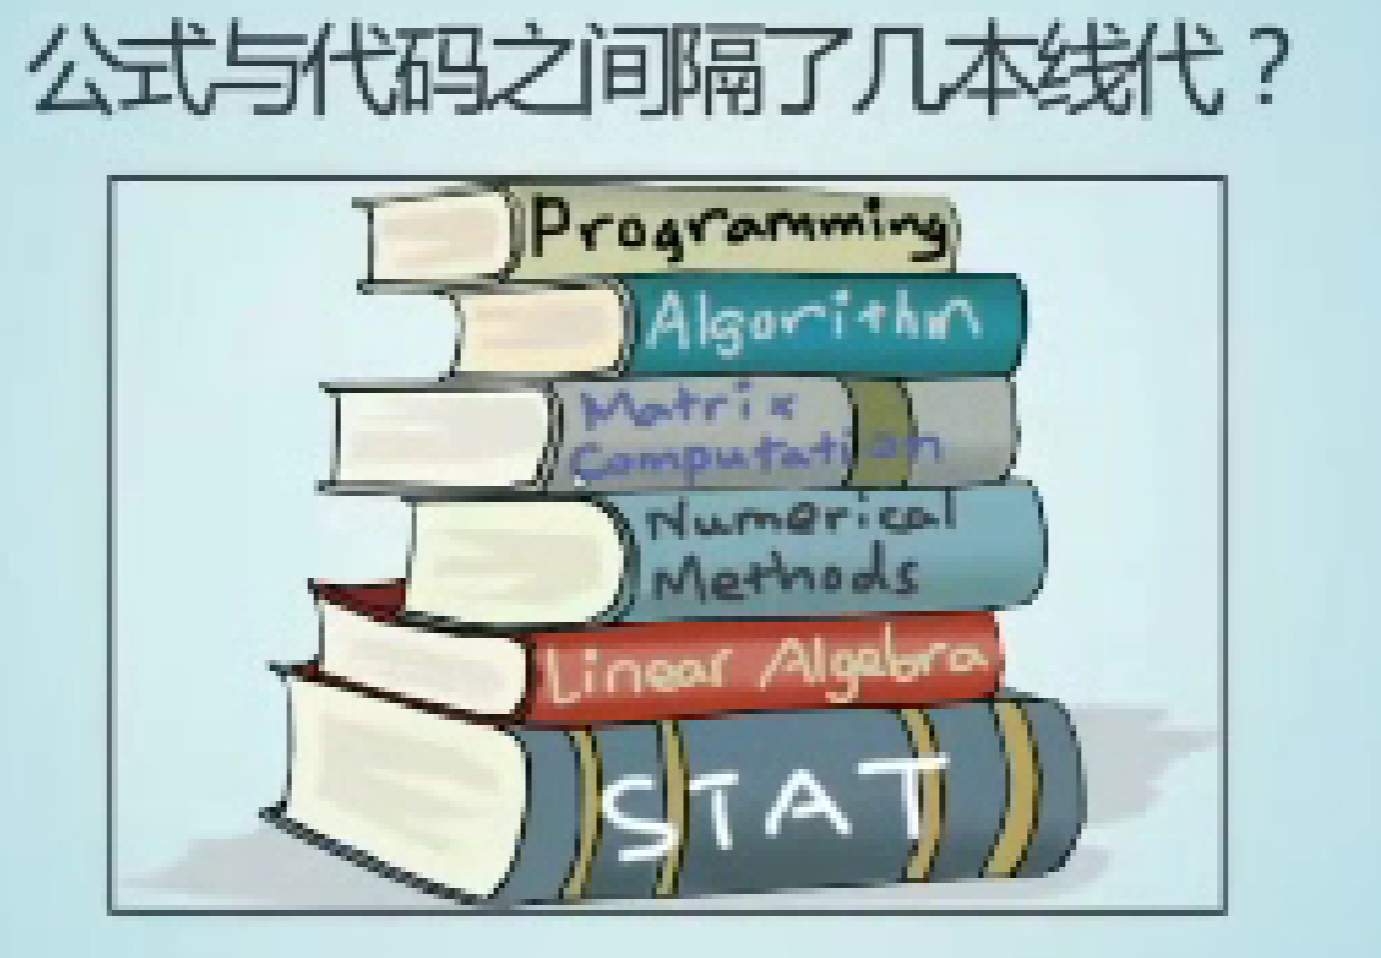 公式与代码之间隔了几本线代？
Programming
Algorithm
Matrix
Computation
Numerical
Methods
Linear Algebra
STAT